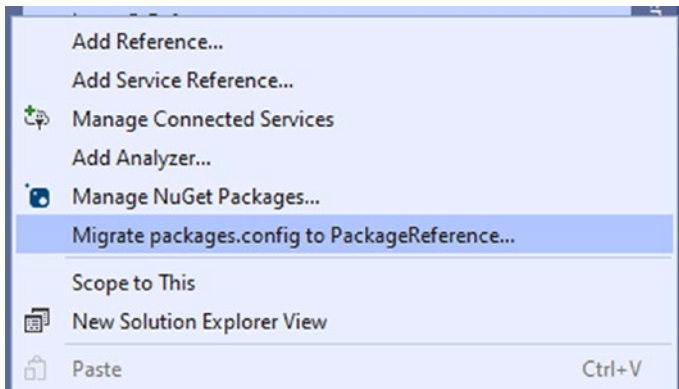 Add Reference...
Add Service Reference...
Manage Connected Services
Add Analyzer...
Manage NuGet Packages...
Migrate packages.config to PackageReference...
Scope to This
New Solution Explorer View
Paste Ctrl+V